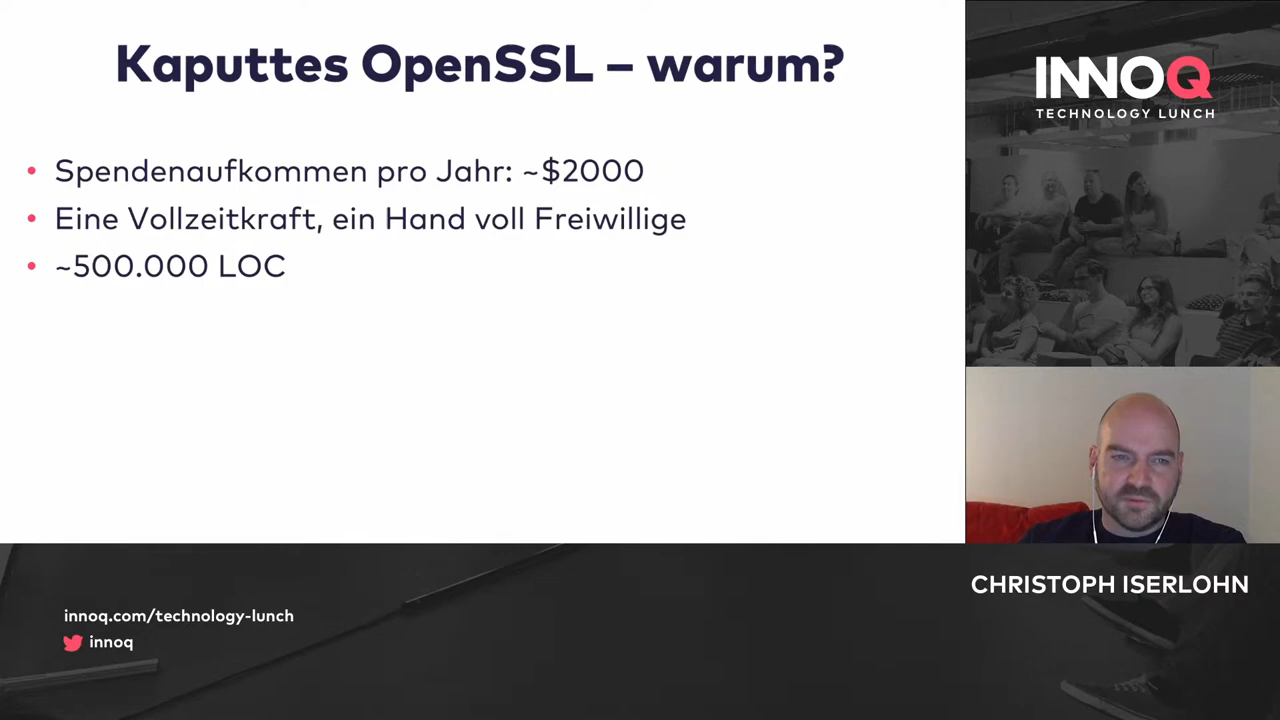 Kaputtes OpenSSL – warum?
• Spendenaufkommen pro Jahr: ~$2000
• Eine Vollzeitkraft, ein Hand voll Freiwillige
• ~500.000 LOC
INNOQ
TECHNOLOGY LUNCH
CHRISTOPH ISERLOHN
innoq.com/technology-lunch
innoq